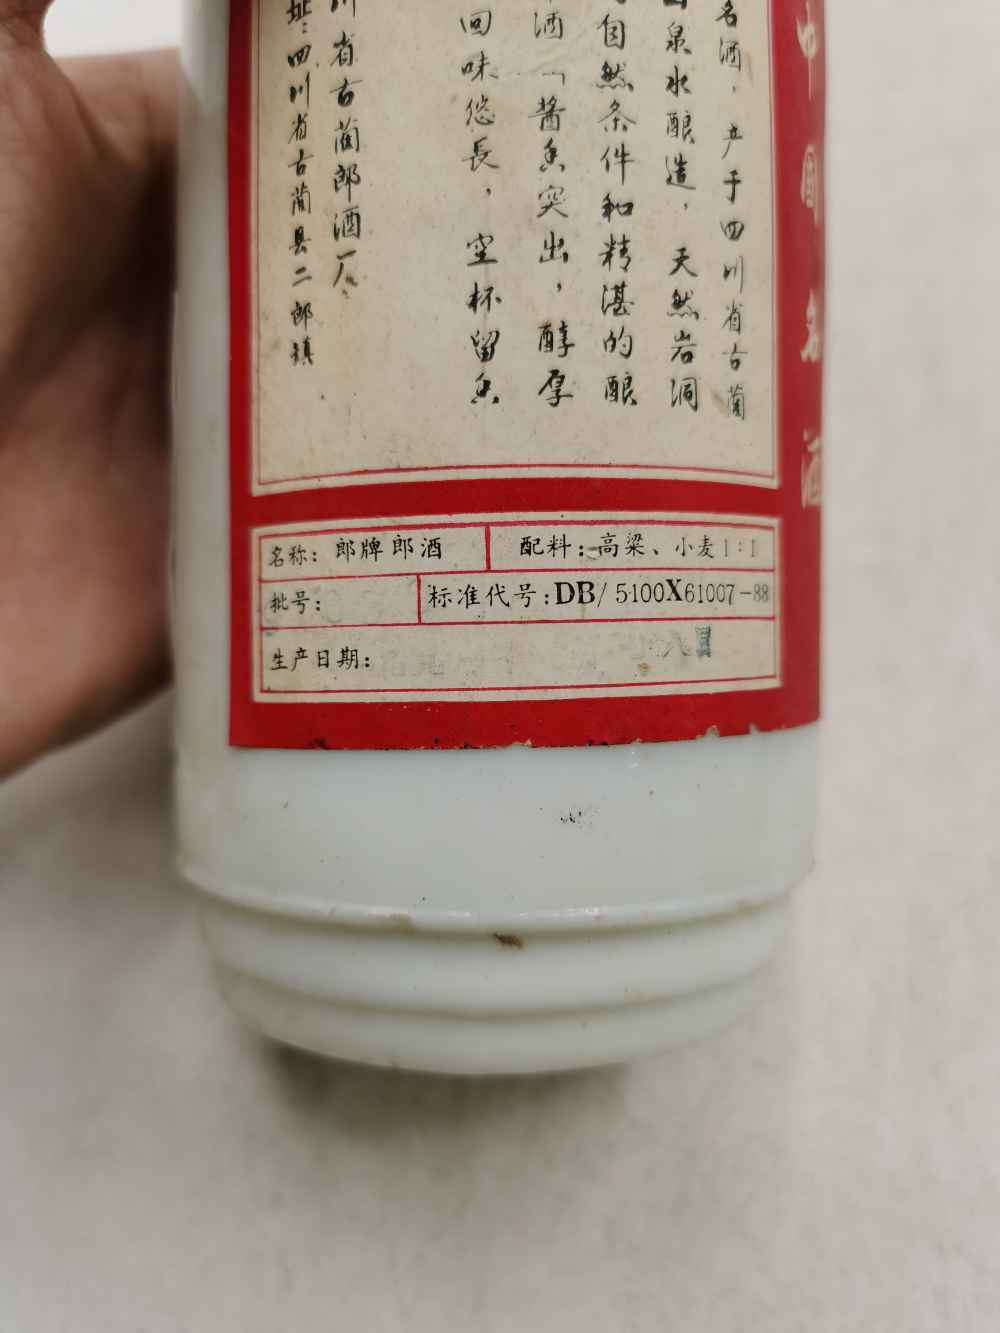 中国名酒
名酒，产于四川省古蔺
泉水酿造，天然岩洞
自然条件和精湛的酿
酒「酱香突出，醇厚
回味悠長，空杯留香
川省古蔺郎酒厂
址：四川省古蔺县二郎镇
名称：郎牌郎酒
配料：高粱、小麦1：1
批号：
标准代号：DB/5100X61007-88
生产日期：